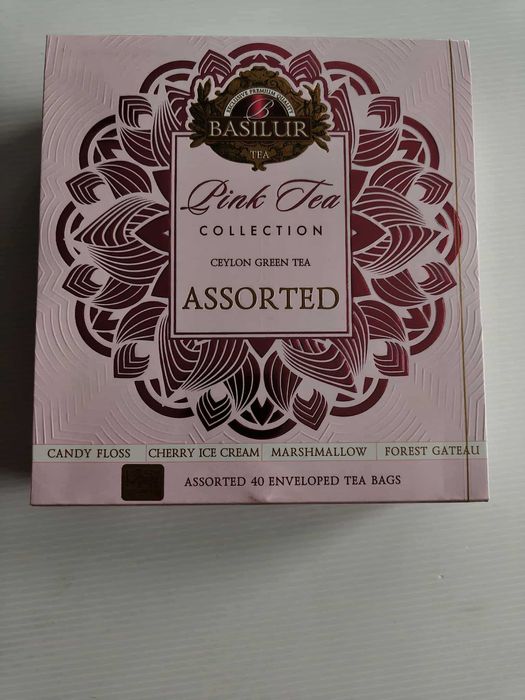 EXCLUSIVE PREMIUM QUALITY
B
BASILUR
TEA
Pink Tea
COLLECTION
CEYLON GREEN TEA
ASSORTED
CANDY FLOSS CHERRY ICE CREAM MARSHMALLOW FOREST GATEAU
ASSORTED 40 ENVELOPED TEA BAGS